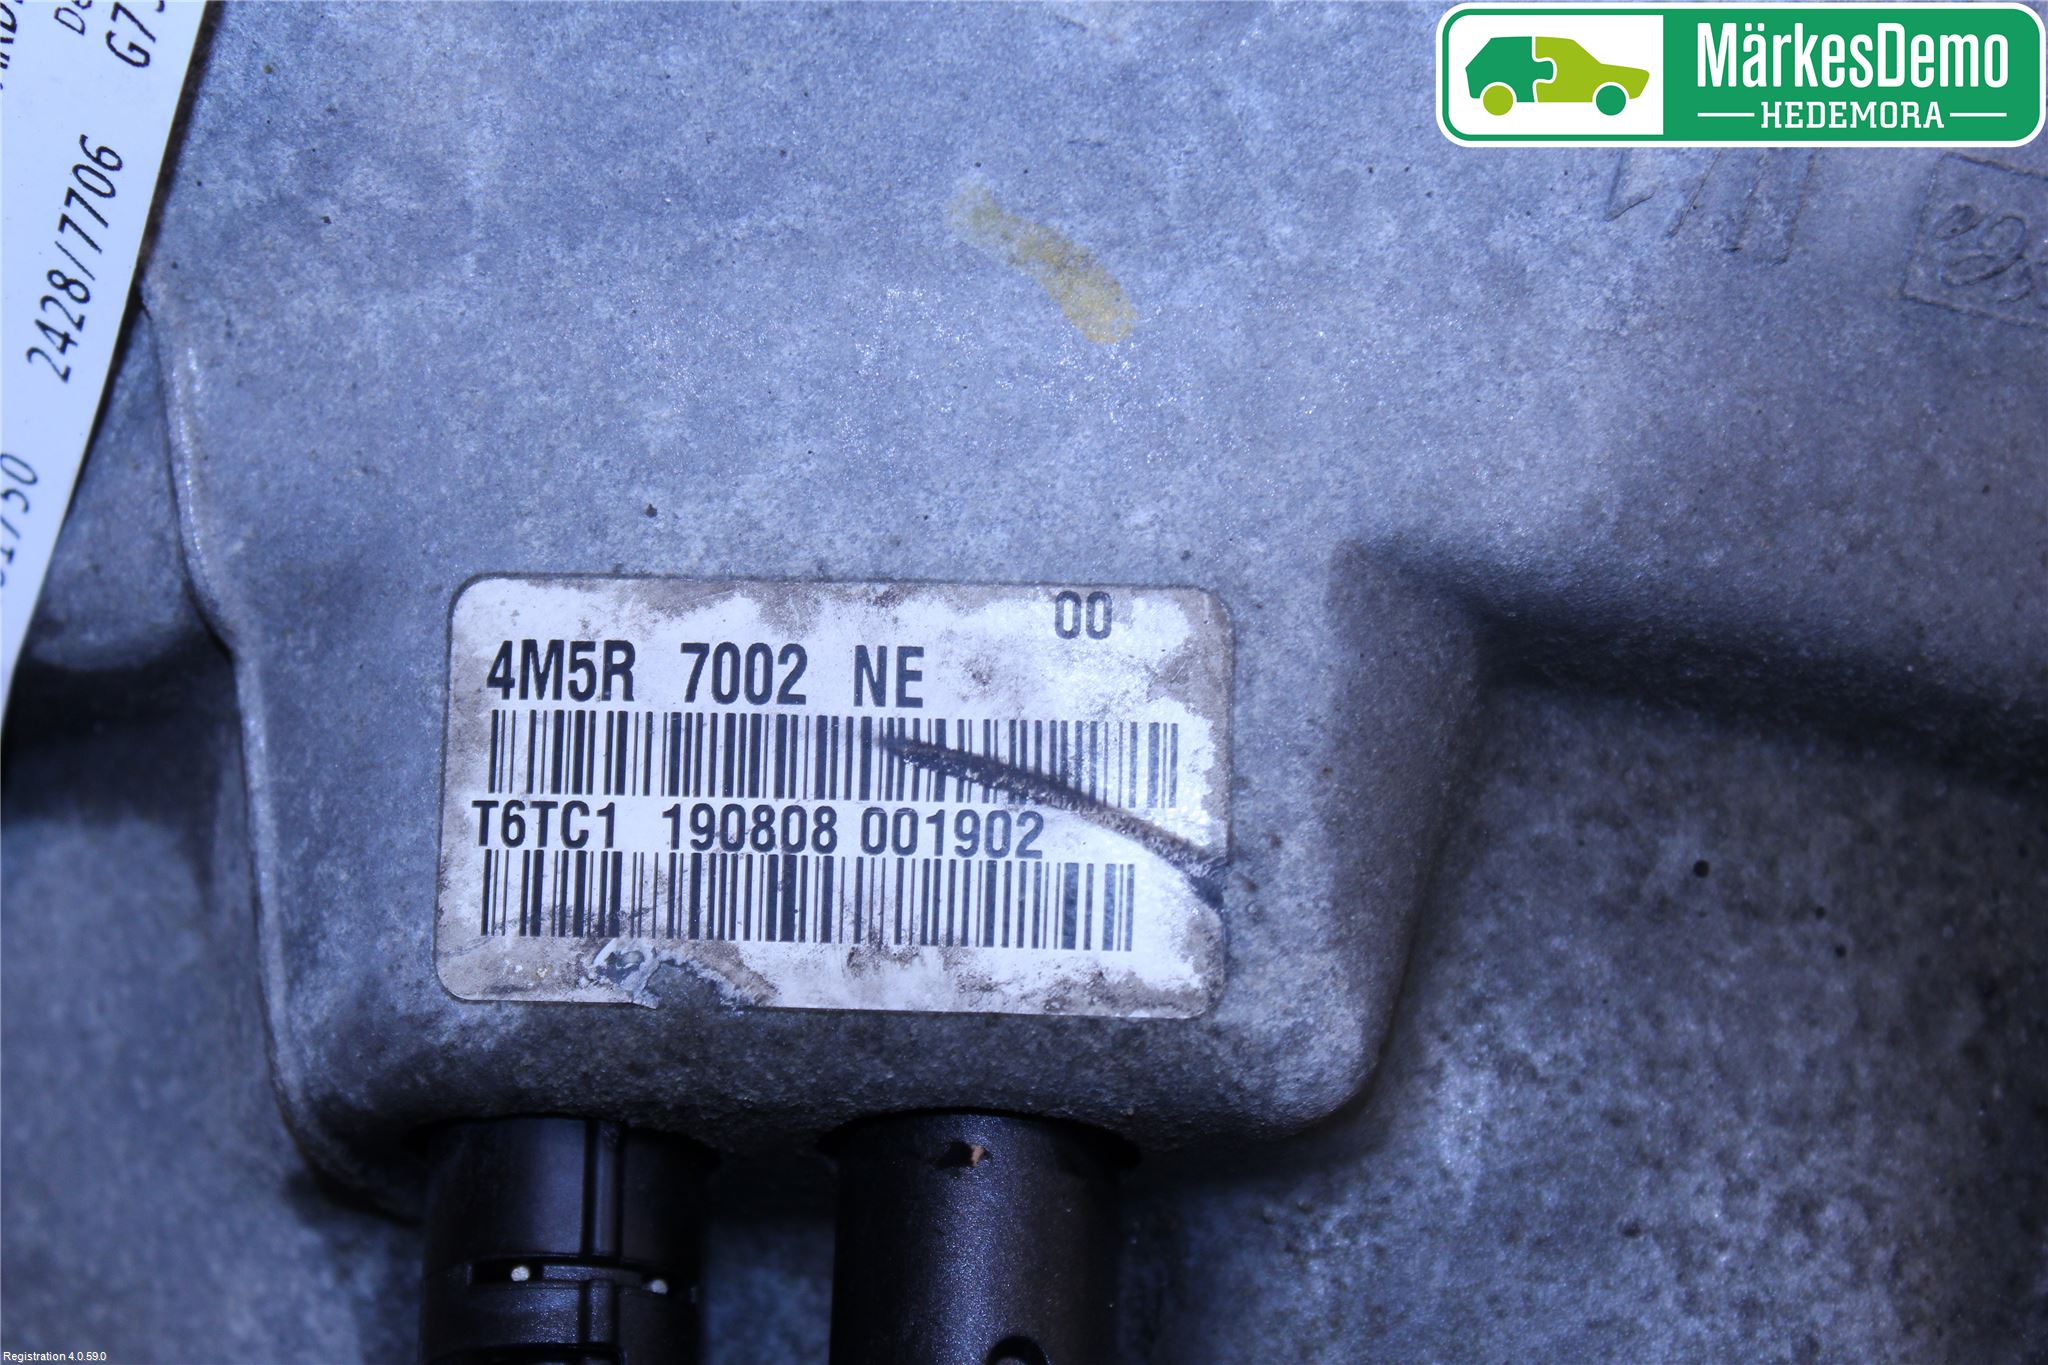 MärkesDemo
HEDEMORA
2428/7706
00
4M5R 7002 NE
T6TC1 190808 001902
Registration 4.0.59.0